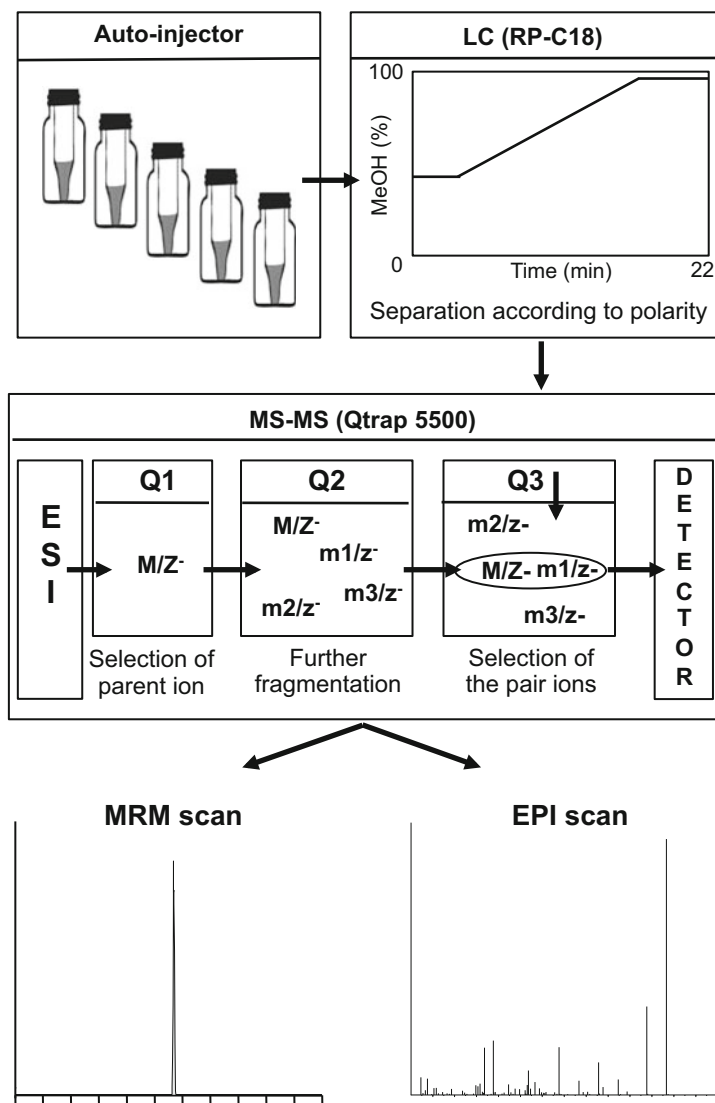 Auto-injector
LC (RP-C18)
100
MeOH (%)
0
Time (min)
22
Separation according to polarity
MS-MS (Qtrap 5500)
ESI
Q1
M/Z⁻
Selection of
parent ion
Q2
M/Z⁻
m1/z⁻
m3/z⁻
m2/z⁻
Further
fragmentation
Q3
m2/z-
M/Z- m1/z-
m3/z-
Selection of
the pair ions
DETECTOR
MRM scan
EPI scan